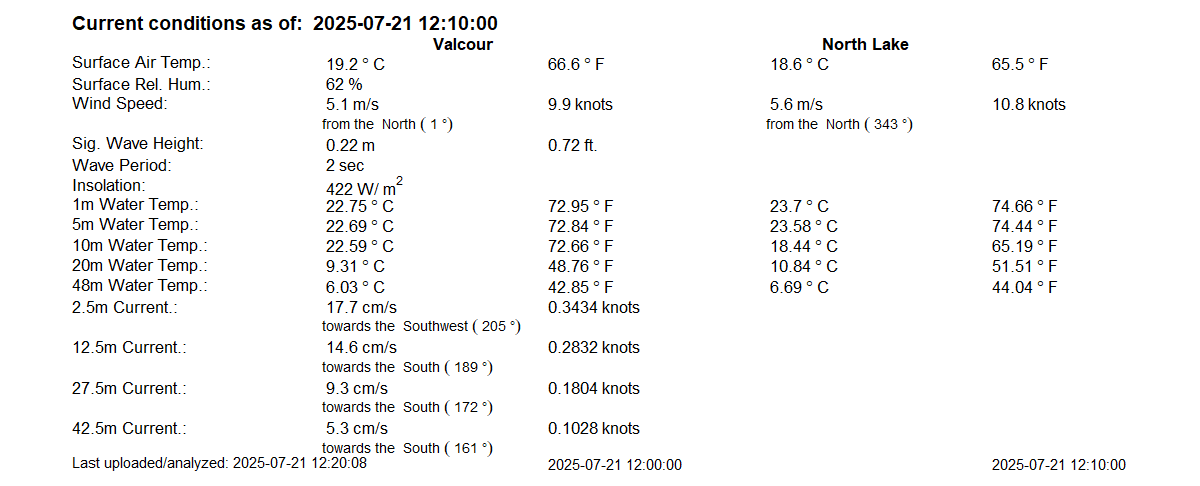 Current conditions as of: 2025-07-21 12:10:00
Valcour North Lake
Surface Air Temp.: 19.2 ° C 66.6 ° F 18.6 ° C 65.5 ° F
Surface Rel. Hum.: 62 %
Wind Speed: 5.1 m/s 9.9 knots 5.6 m/s 10.8 knots
from the North ( 1 °) from the North ( 343 °)
Sig. Wave Height: 0.22 m 0.72 ft.
Wave Period: 2 sec
Insolation: 422 W/ m2
1m Water Temp.: 22.75 ° C 72.95 ° F 23.7 ° C 74.66 ° F
5m Water Temp.: 22.69 ° C 72.84 ° F 23.58 ° C 74.44 ° F
10m Water Temp.: 22.59 ° C 72.66 ° F 18.44 ° C 65.19 ° F
20m Water Temp.: 9.31 ° C 48.76 ° F 10.84 ° C 51.51 ° F
48m Water Temp.: 6.03 ° C 42.85 ° F 6.69 ° C 44.04 ° F
2.5m Current.: 17.7 cm/s 0.3434 knots
towards the Southwest ( 205 °)
12.5m Current.: 14.6 cm/s 0.2832 knots
towards the South ( 189 °)
27.5m Current.: 9.3 cm/s 0.1804 knots
towards the South ( 172 °)
42.5m Current.: 5.3 cm/s 0.1028 knots
towards the South ( 161 °)
Last uploaded/analyzed: 2025-07-21 12:20:08 2025-07-21 12:00:00 2025-07-21 12:10:00